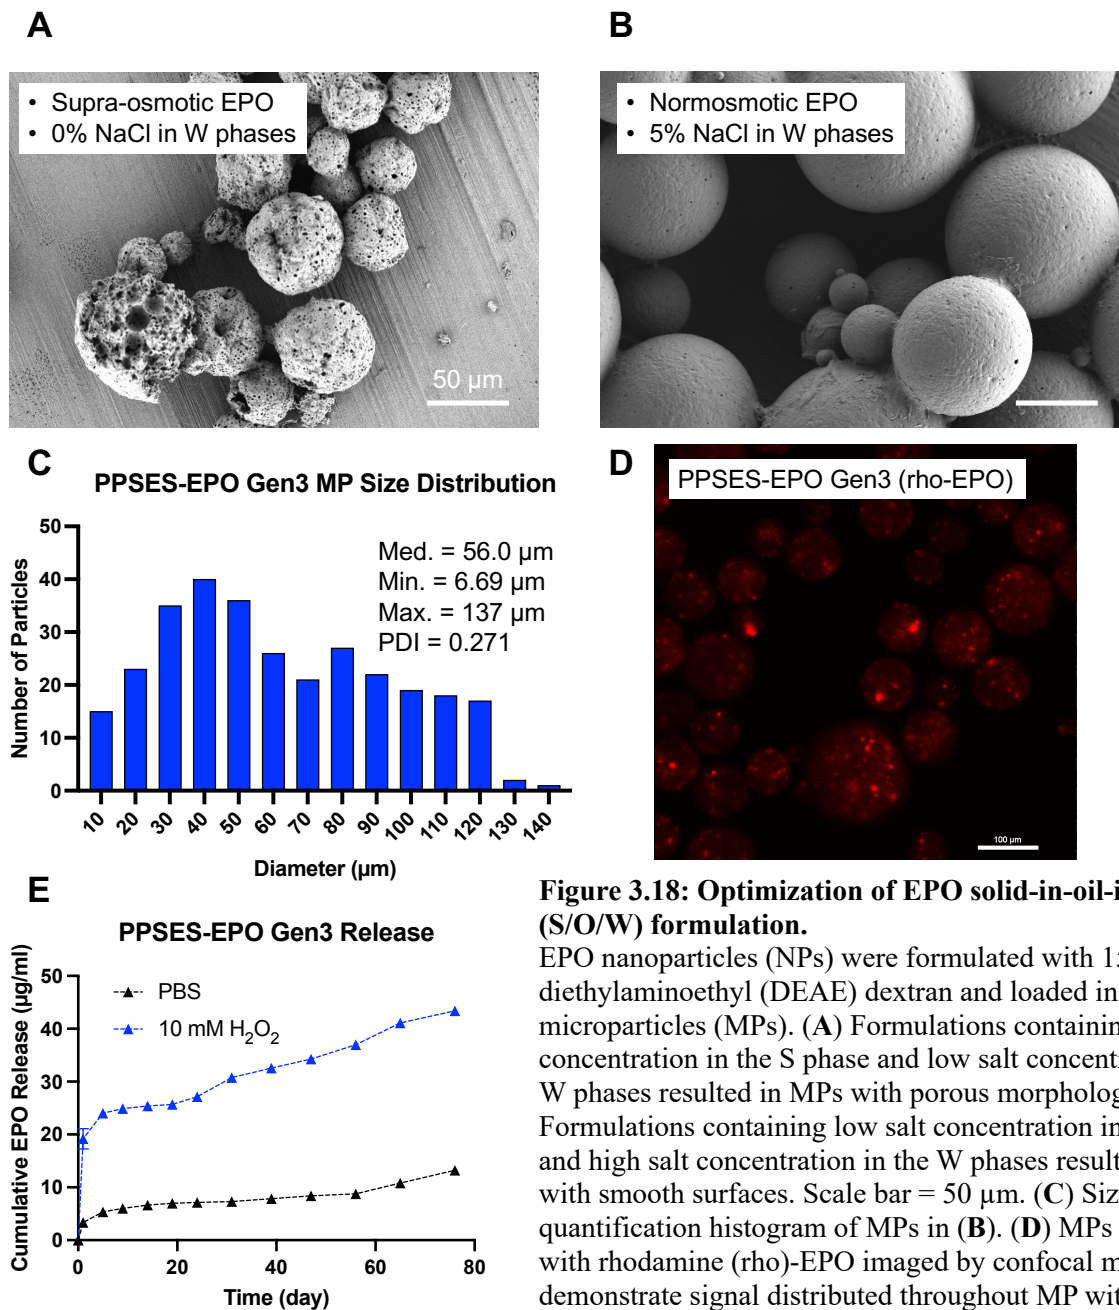 A
B
• Supra-osmotic EPO
• 0% NaCl in W phases
50 µm
• Normosmotic EPO
• 5% NaCl in W phases
C
PPSES-EPO Gen3 MP Size Distribution
Number of Particles
50
40
30
20
10
0
Med. = 56.0 µm
Min. = 6.69 µm
Max. = 137 µm
PDI = 0.271
10 20 30 40 50 60 70 80 90 100 110 120 130 140
Diameter (µm)
D
PPSES-EPO Gen3 (rho-EPO)
100 µm
E
PPSES-EPO Gen3 Release
Cumulative EPO Release (µg/ml)
50
40
30
20
10
0
PBS
10 mM H₂O₂
0 20 40 60 80
Time (day)
Figure 3.18: Optimization of EPO solid-in-oil-i
(S/O/W) formulation.
EPO nanoparticles (NPs) were formulated with 1
diethylaminoethyl (DEAE) dextran and loaded in
microparticles (MPs). (A) Formulations containin
concentration in the S phase and low salt concentr
W phases resulted in MPs with porous morpholog
Formulations containing low salt concentration in
and high salt concentration in the W phases result
with smooth surfaces. Scale bar = 50 µm. (C) Siz
quantification histogram of MPs in (B). (D) MPs
with rhodamine (rho)-EPO imaged by confocal m
demonstrate signal distributed throughout MP wit